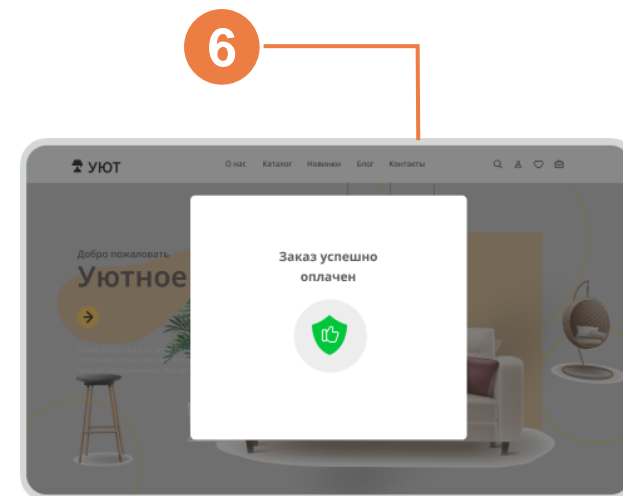 6
УЮТ
О нас Каталог Новинки Блог Контакты
Добро пожаловать
Уютное
Заказ успешно
оплачен